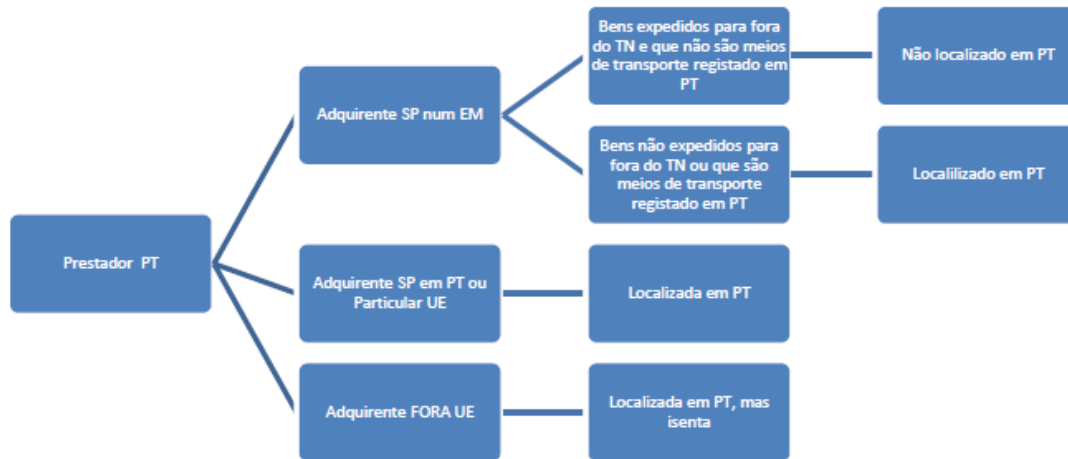 Prestador PT
Adquirente SP num EM
Bens expedidos para fora
do TN e que não são meios
de transporte registado em
PT
Não localizado em PT
Bens não expedidos para
fora do TN ou que são
meios de transporte
registado em PT
Localilizado em PT
Adquirente SP em PT ou
Particular UE
Localizada em PT
Adquirente FORA UE
Localizada em PT, mas
isenta